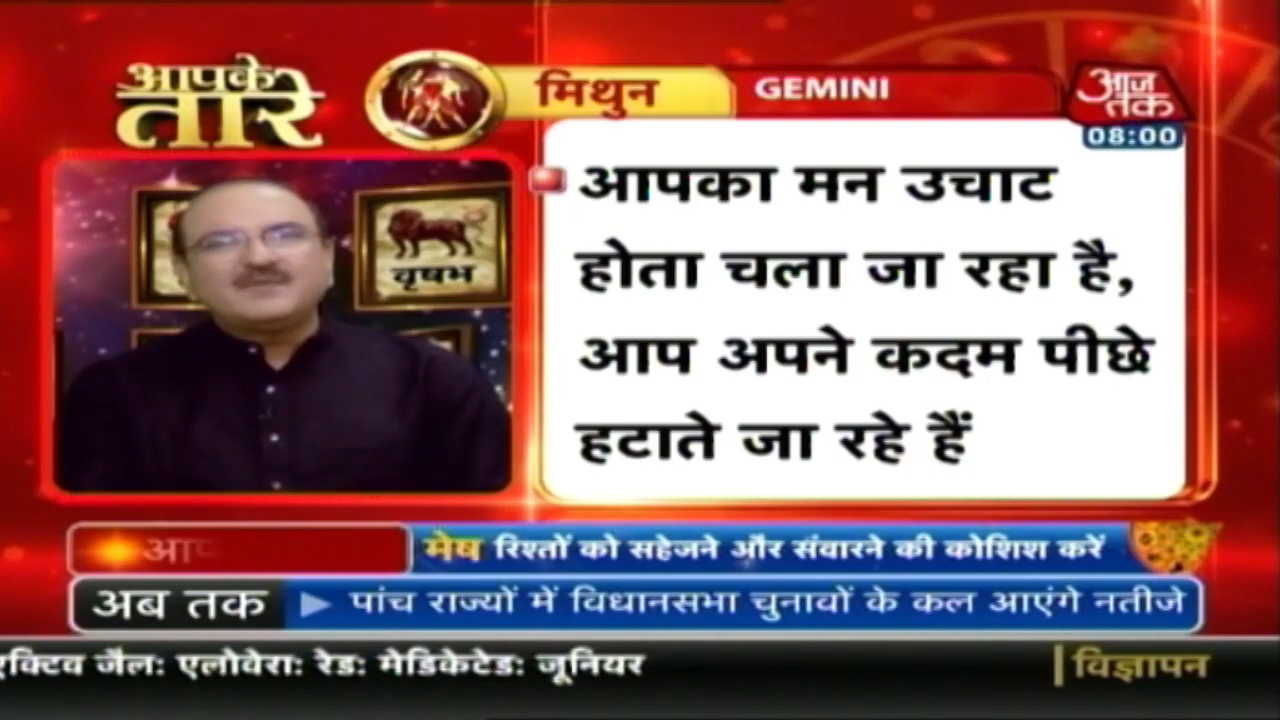 आपके
तारे
मिथुन
GEMINI
आज
तक
08:00
आपका मन उचाट
होता चला जा रहा है,
आप अपने कदम पीछे
हटाते जा रहे हैं
वृषभ
मेष रिश्तों को सहेजने और संवारने की कोशिश करें
अब तक
पांच राज्यों में विधानसभा चुनावों के कल आएंगे नतीजे
एक्टिव जैल: एलोवेरा: रेड: मेडिकेटेड: जूनियर
विज्ञापन